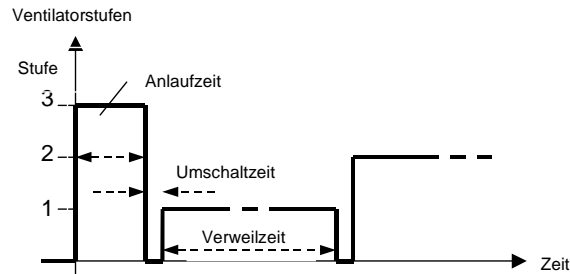 Ventilatorstufen
Stufe
Anlaufzeit
3
2
Umschaltzeit
1
Verweilzeit
Zeit